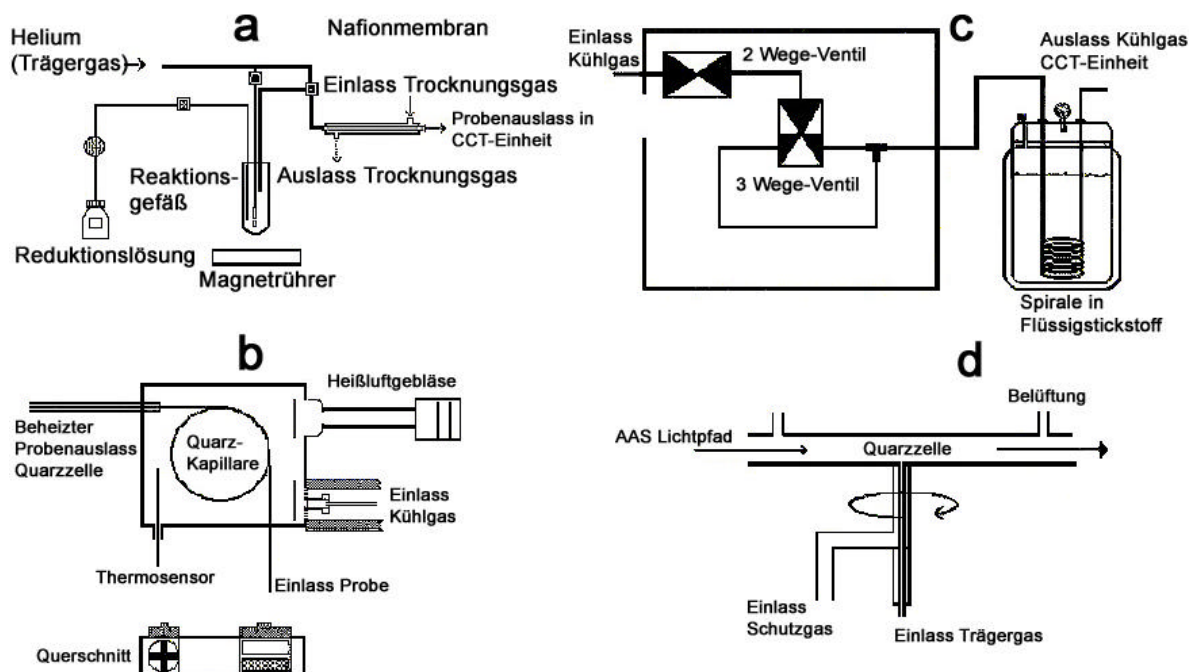 a
Nafionmembran
Helium
(Trägergas)
Einlass Trocknungsgas
Probenauslass in
CCT-Einheit
Reaktions-
gefäß
Auslass Trocknungsgas
Reduktionslösung
Magnetrührer
c
Einlass
Kühlgas
2 Wege-Ventil
3 Wege-Ventil
Auslass Kühlgas
CCT-Einheit
Spirale in
Flüssigstickstoff
b
Heißluftgebläse
Beheizter
Probenauslass
Quarzzelle
Quarz-
Kapillare
Einlass
Kühlgas
Thermosensor
Einlass Probe
Querschnitt
d
Belüftung
AAS Lichtpfad
Quarzzelle
Einlass
Schutzgas
Einlass Trägergas